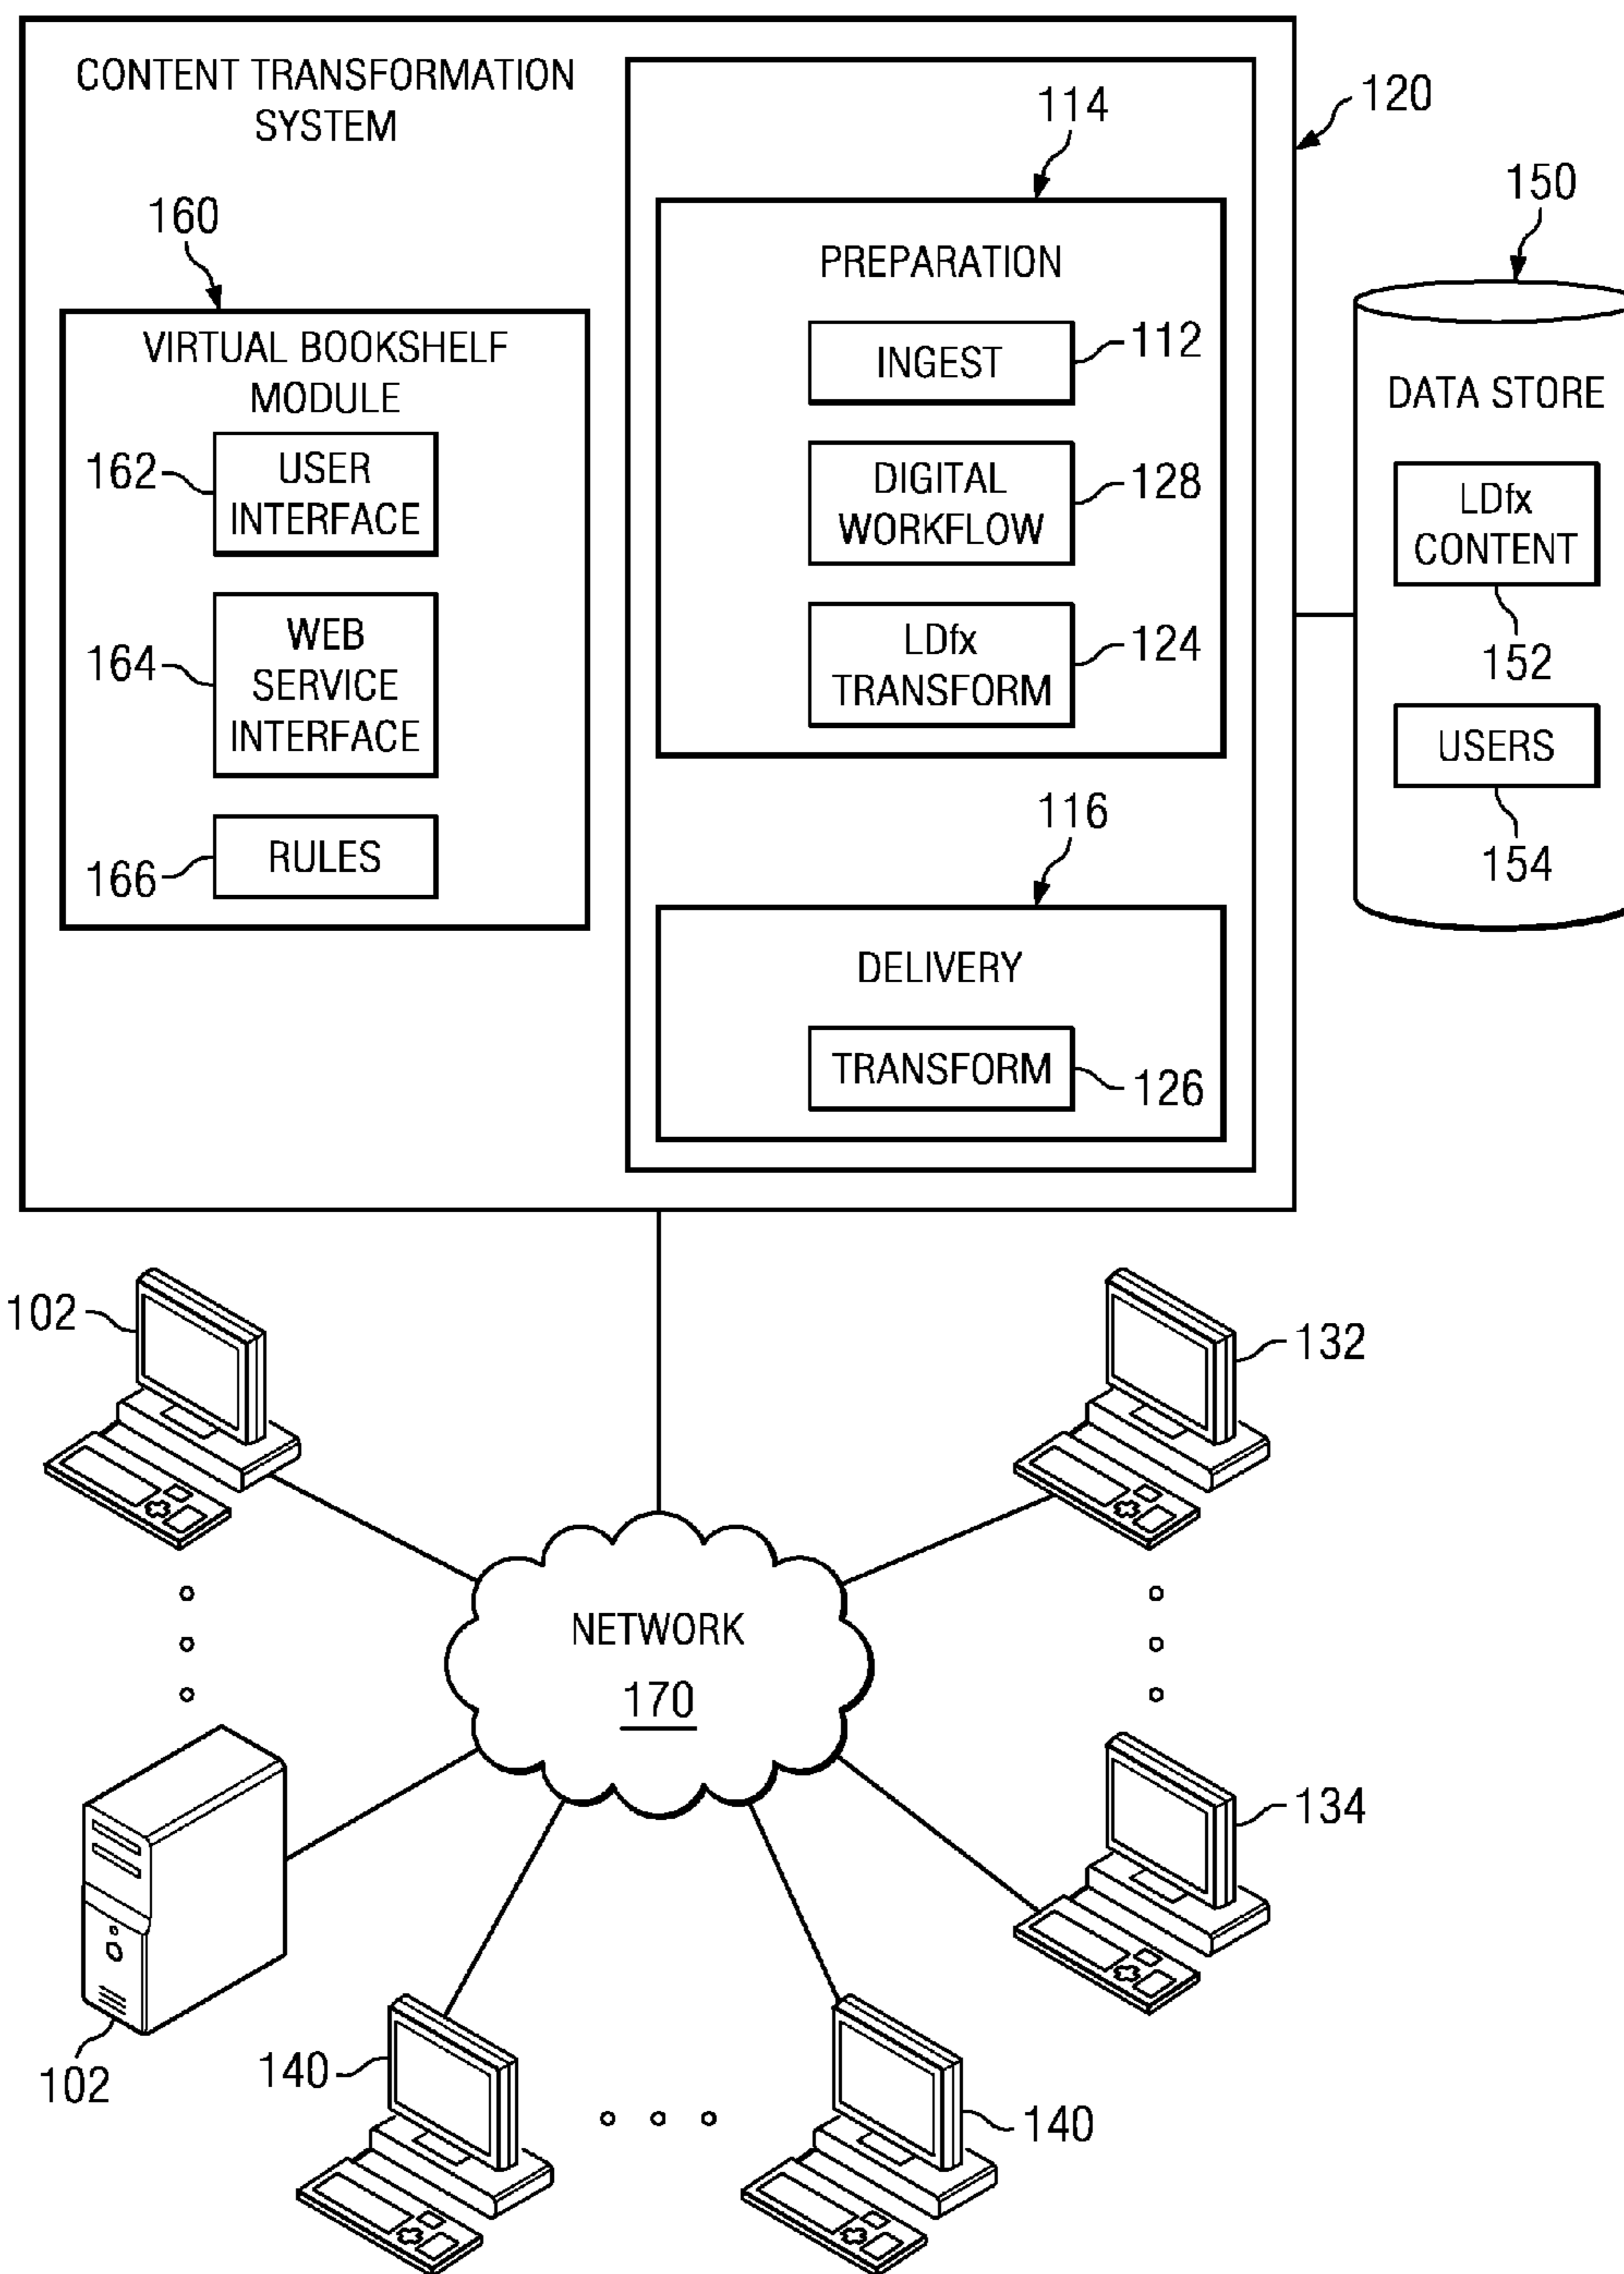 CONTENT TRANSFORMATION
SYSTEM
120
114
150
160
PREPARATION
VIRTUAL BOOKSHELF
MODULE
INGEST
112
DATA STORE
162
USER
INTERFACE
DIGITAL
WORKFLOW
128
LDfx
CONTENT
152
164
WEB
SERVICE
INTERFACE
LDfx
TRANSFORM
124
USERS
154
166
RULES
116
DELIVERY
TRANSFORM
126
102
132
NETWORK
170
134
102
140
140